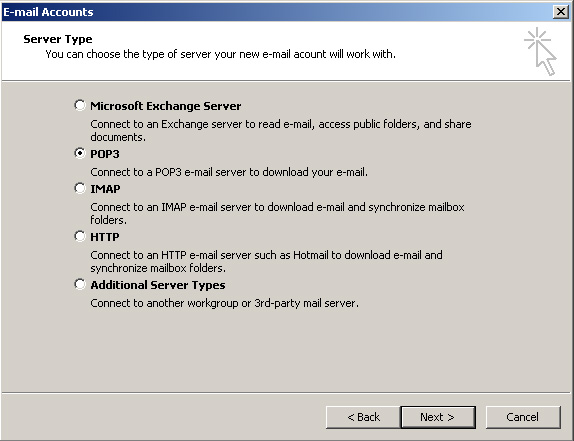 E-mail Accounts
Server Type
You can choose the type of server your new e-mail acount will work with.
Microsoft Exchange Server
Connect to an Exchange server to read e-mail, access public folders, and share
documents.
POP3
Connect to a POP3 e-mail server to download your e-mail.
IMAP
Connect to an IMAP e-mail server to download e-mail and synchronize mailbox
folders.
HTTP
Connect to an HTTP e-mail server such as Hotmail to download e-mail and
synchronize mailbox folders.
Additional Server Types
Connect to another workgroup or 3rd-party mail server.
< Back Next > Cancel